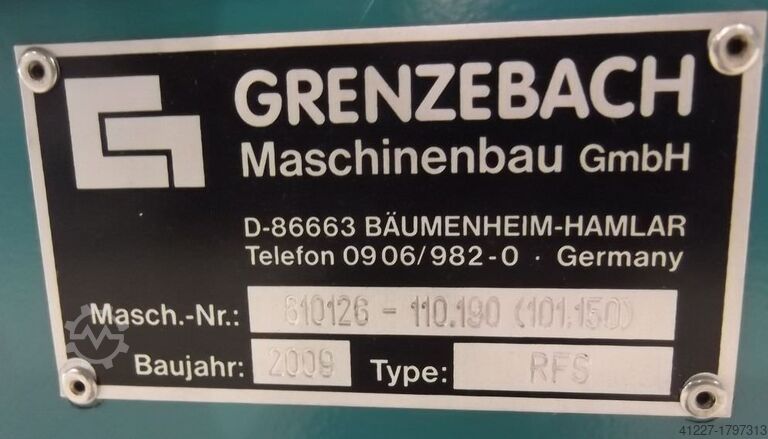 GRENZEBACH
Maschinenbau GmbH
D-86663 BÄUMENHEIM-HAMLAR
Telefon 0906/982-0 · Germany
Masch.-Nr.: 610126 - 110.190 (101.150)
Baujahr: 2009 Type: RFS
41227-1797313